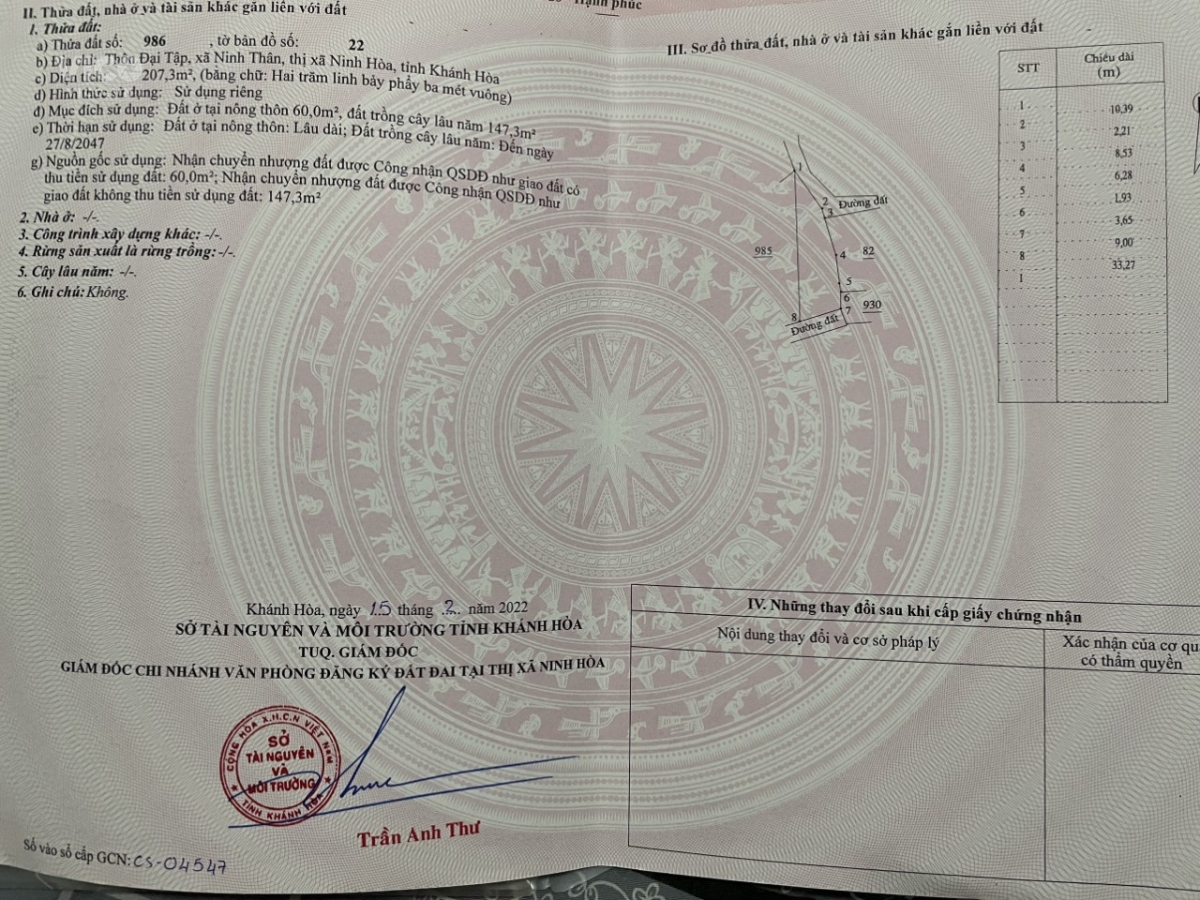 Hạnh phúc
II. Thửa đất, nhà ở và tài sản khác gắn liền với đất
1. Thửa đất:
a) Thửa đất số: 986 , tờ bản đồ số: 22
b) Địa chỉ: Thôn Đại Tập, xã Ninh Thân, thị xã Ninh Hòa, tỉnh Khánh Hòa
c) Diện tích: 207,3m², (bằng chữ: Hai trăm linh bảy phẩy ba mét vuông)
d) Hình thức sử dụng: Sử dụng riêng
đ) Mục đích sử dụng: Đất ở tại nông thôn 60,0m², đất trồng cây lâu năm 147,3m²
e) Thời hạn sử dụng: Đất ở tại nông thôn: Lâu dài; Đất trồng cây lâu năm: Đến ngày
27/8/2047
g) Nguồn gốc sử dụng: Nhận chuyển nhượng đất được Công nhận QSDĐ như giao đất có
thu tiền sử dụng đất: 60,0m²; Nhận chuyển nhượng đất được Công nhận QSDĐ như
giao đất không thu tiền sử dụng đất: 147,3m²
2. Nhà ở: -/-
3. Công trình xây dựng khác: -/-.
4. Rừng sản xuất là rừng trồng: -/-.
5. Cây lâu năm: -/-.
6. Ghi chú: Không.
III. Sơ đồ thửa đất, nhà ở và tài sản khác gắn liền với đất
1
2 Đường đất
3
985
4 82
5
6
7 930
8
Đường đất
STT Chiều dài
(m)
1
10,39
2
2,21
3
8,53
4
6,28
5
1,93
6
3,65
7
9,00
8
33,27
1
Khánh Hòa, ngày 15 tháng 2 năm 2022
SỞ TÀI NGUYÊN VÀ MÔI TRƯỜNG TỈNH KHÁNH HÒA
TUQ. GIÁM ĐỐC
GIÁM ĐỐC CHI NHÁNH VĂN PHÒNG ĐĂNG KÝ ĐẤT ĐAI TẠI THỊ XÃ NINH HÒA
CỘNG HÒA X.H.C.N VIỆT NAM
SỞ
TÀI NGUYÊN
VÀ
MÔI TRƯỜNG
TỈNH KHÁNH HÒA
Trần Anh Thư
Số vào sổ cấp GCN: CS-04547
IV. Những thay đổi sau khi cấp giấy chứng nhận
Nội dung thay đổi và cơ sở pháp lý
Xác nhận của cơ qu
có thẩm quyền